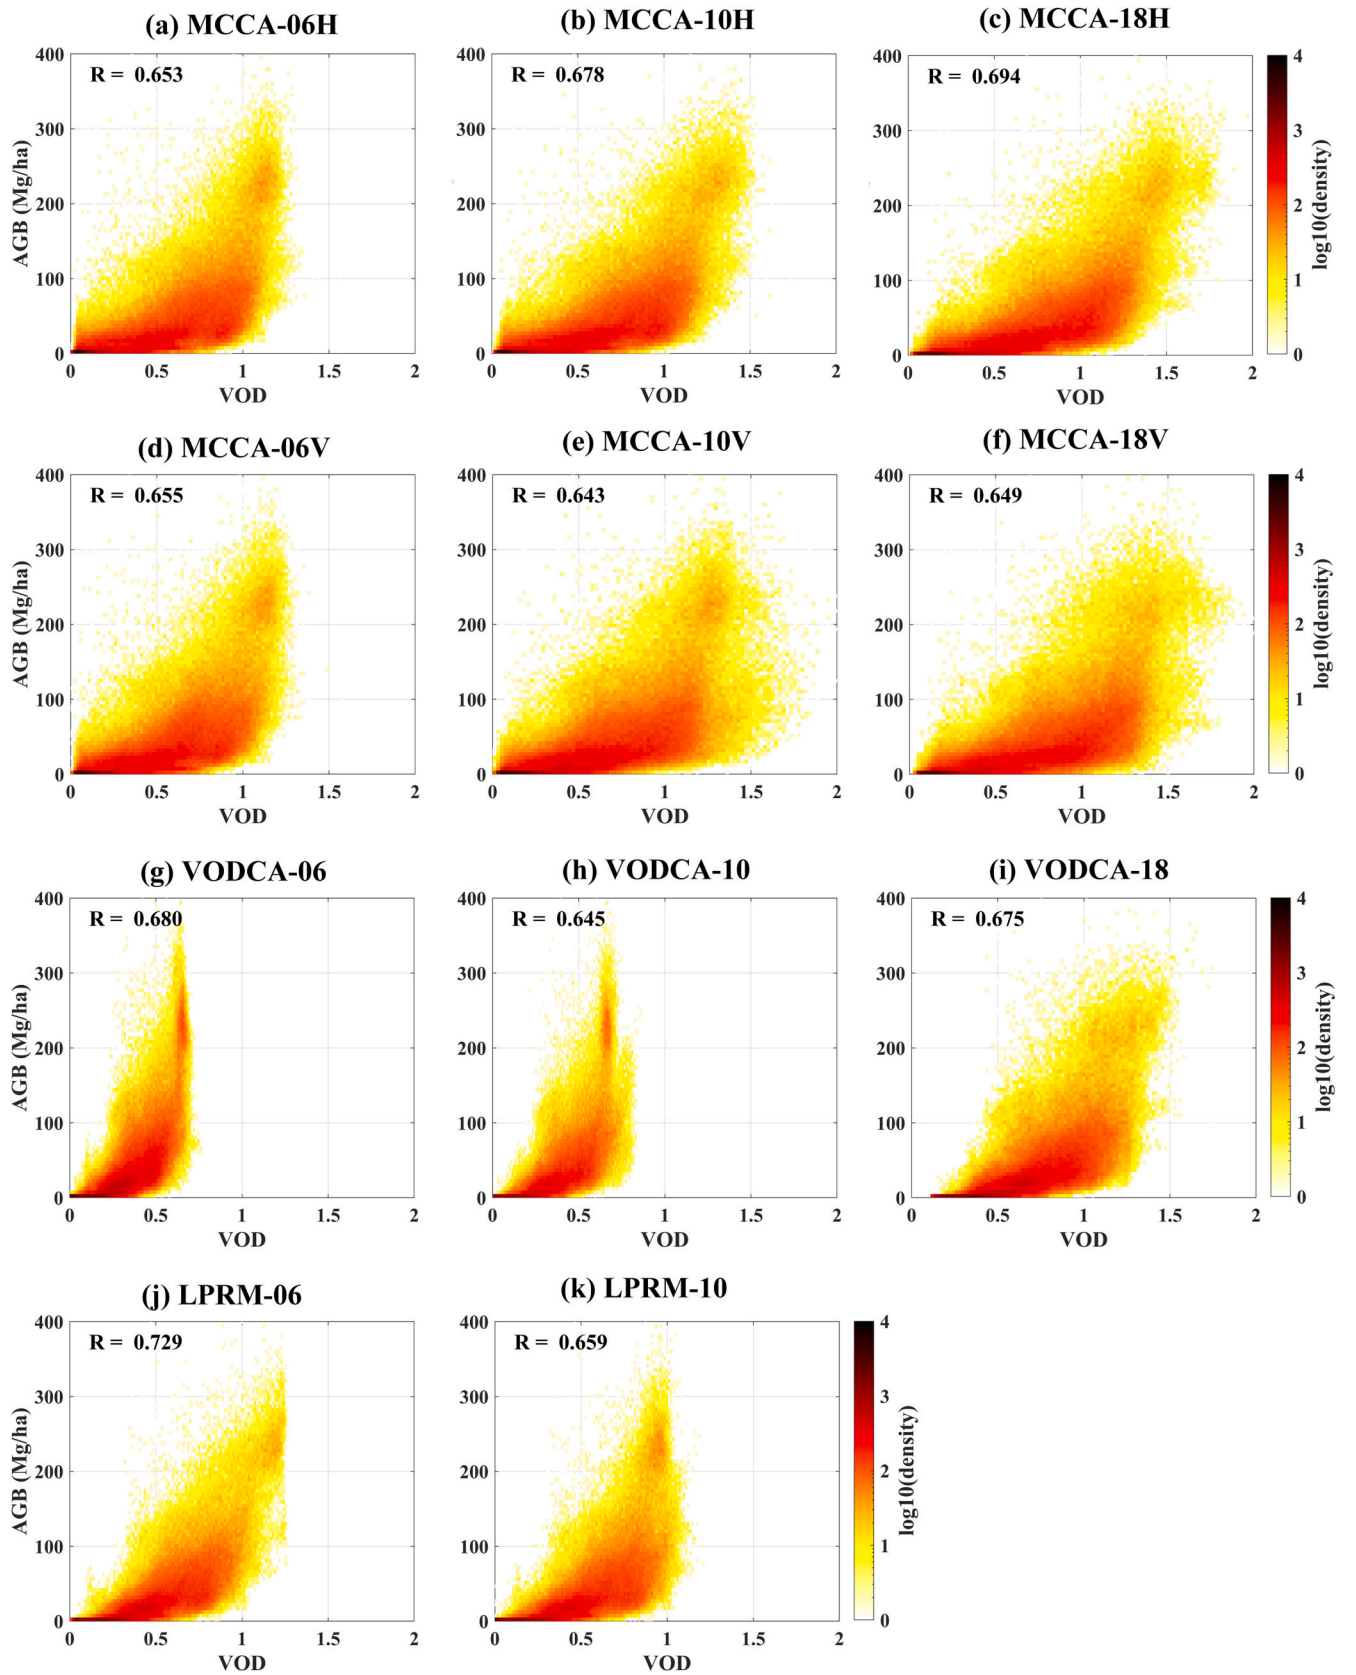 (a) MCCA-06H
(b) MCCA-10H
(c) MCCA-18H
R = 0.653
R = 0.678
R = 0.694
400
300
200
100
0
AGB (Mg/ha)
0 0.5 1 1.5 2
VOD
400
300
200
100
0
0 0.5 1 1.5 2
VOD
400
300
200
100
0
0 0.5 1 1.5 2
VOD
4
3
2
1
0
log10(density)
(d) MCCA-06V
(e) MCCA-10V
(f) MCCA-18V
R = 0.655
R = 0.643
R = 0.649
400
300
200
100
0
AGB (Mg/ha)
0 0.5 1 1.5 2
VOD
400
300
200
100
0
0 0.5 1 1.5 2
VOD
400
300
200
100
0
0 0.5 1 1.5 2
VOD
4
3
2
1
0
log10(density)
(g) VODCA-06
(h) VODCA-10
(i) VODCA-18
R = 0.680
R = 0.645
R = 0.675
400
300
200
100
0
AGB (Mg/ha)
0 0.5 1 1.5 2
VOD
400
300
200
100
0
0 0.5 1 1.5 2
VOD
400
300
200
100
0
0 0.5 1 1.5 2
VOD
4
3
2
1
0
log10(density)
(j) LPRM-06
(k) LPRM-10
R = 0.729
R = 0.659
400
300
200
100
0
AGB (Mg/ha)
0 0.5 1 1.5 2
VOD
400
300
200
100
0
0 0.5 1 1.5 2
VOD
4
3
2
1
0
log10(density)